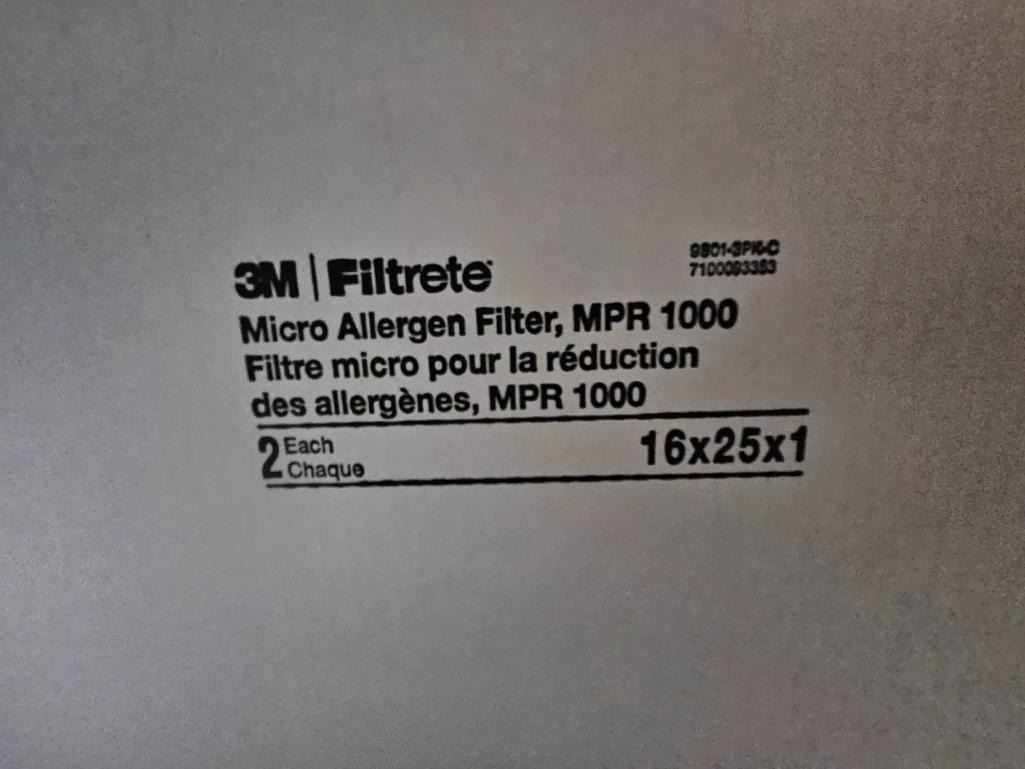 3M | Filtrete
9801-3PK-C
7100093353
Micro Allergen Filter, MPR 1000
Filtre micro pour la réduction
des allergènes, MPR 1000
2 Each
Chaque
16x25x1